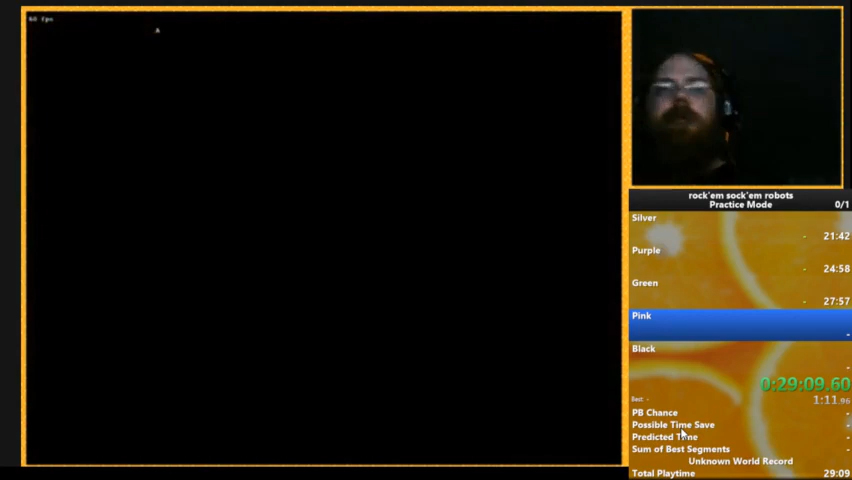 60 fps
A
rock'em sock'em robots
Practice Mode 0/1
Silver
- 21:42
Purple
- 24:58
Green
- 27:57
Pink
-
Black
-
0:29:09.60
Best - 1:11.96
PB Chance -
Possible Time Save -
Predicted Time -
Sum of Best Segments -
Unknown World Record
Total Playtime 29:09